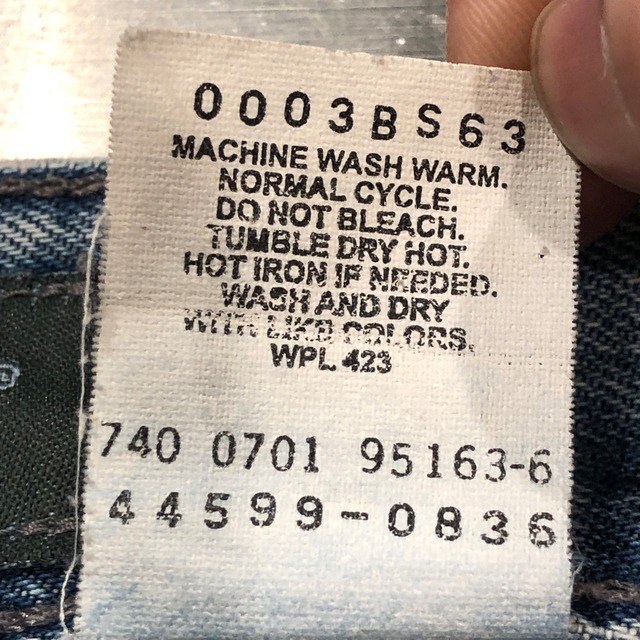 0003BS63
MACHINE WASH WARM.
NORMAL CYCLE.
DO NOT BLEACH.
TUMBLE DRY HOT.
HOT IRON IF NEEDED.
WASH AND DRY
WITH LIKE COLORS.
WPL 423
740 0701 95163-6
44599-0836